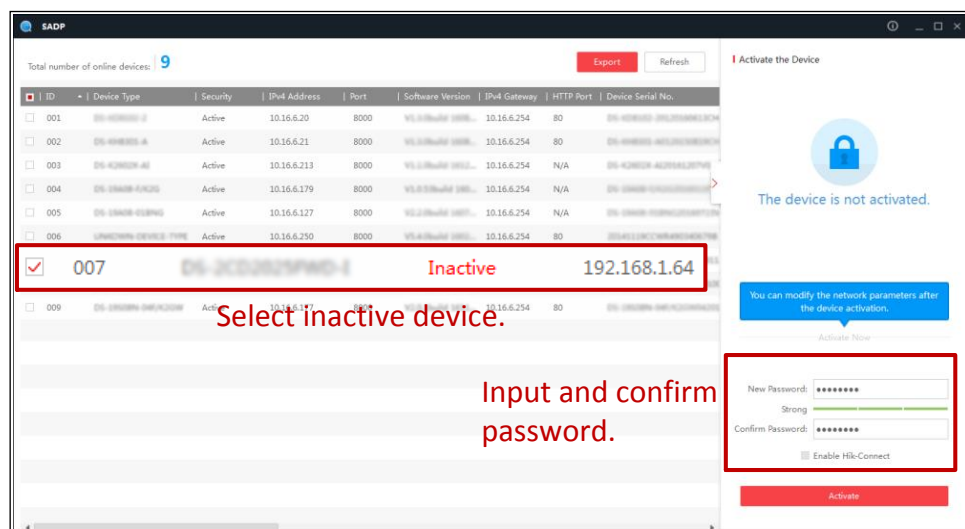 SADP
Total number of online devices: 9
Export
Refresh
ID | Device Type | Security | IPv4 Address | Port | Software Version | IPv4 Gateway | HTTP Port | Device Serial No.
001 Active 10.16.6.20 8000 10.16.6.254 80
002 Active 10.16.6.21 8000 10.16.6.254 80
003 Active 10.16.6.213 8000 10.16.6.254 N/A
004 Active 10.16.6.179 8000 10.16.6.254 N/A
005 Active 10.16.6.127 8000 10.16.6.254 N/A
006 Active 10.16.6.250 8000 10.16.6.254 80
007 Inactive 192.168.1.64
009 10.16.6.254 80
Select inactive device.
Input and confirm
password.
Activate the Device
The device is not activated.
You can modify the network parameters after
the device activation.
Activate Now
New Password: ••••••••
Strong
Confirm Password: ••••••••
Enable Hik-Connect
Activate